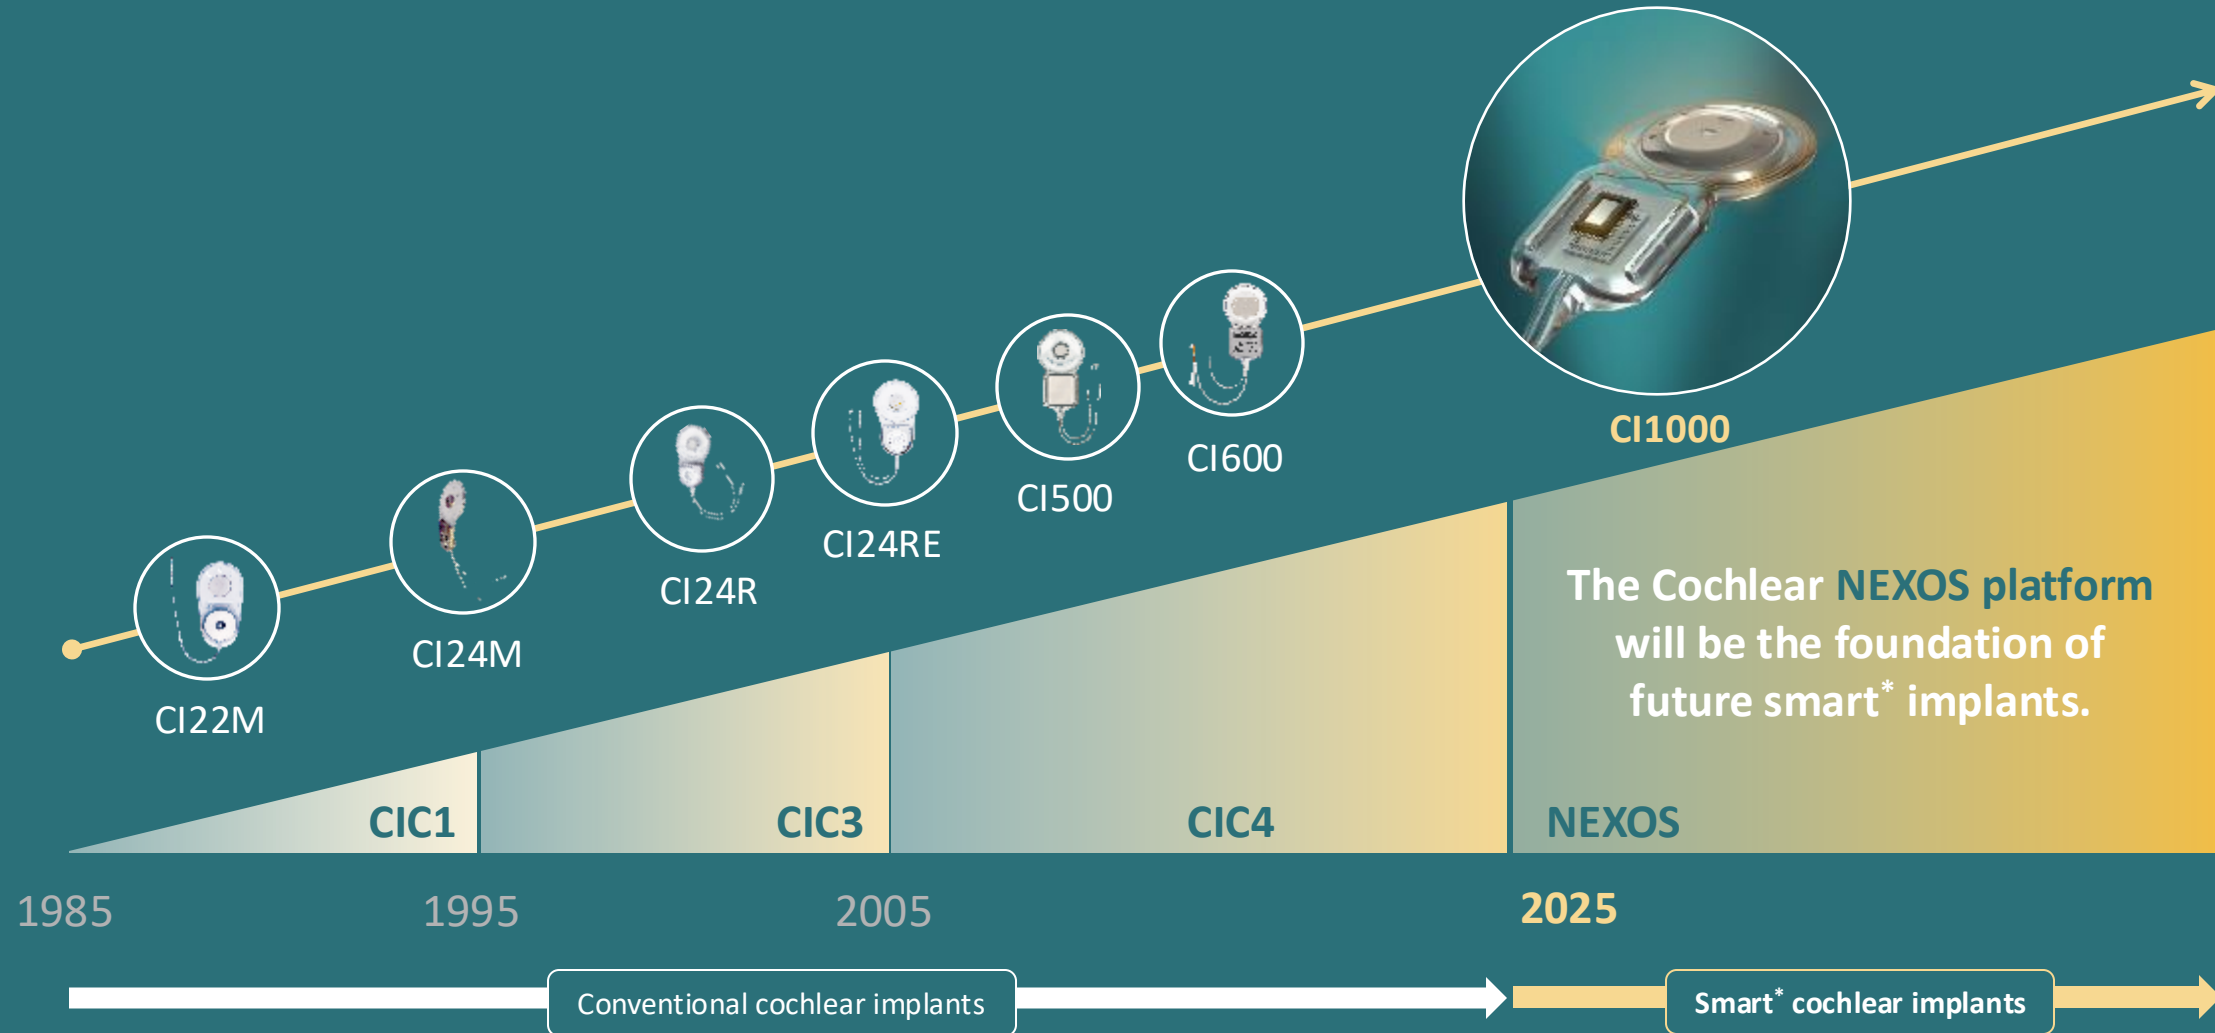 CI22M
CI24M
CI24R
CI24RE
CI500
CI600
CI1000
The Cochlear NEXOS platform
will be the foundation of
future smart* implants.
CIC1
CIC3
CIC4
NEXOS
1985
1995
2005
2025
Conventional cochlear implants
Smart* cochlear implants